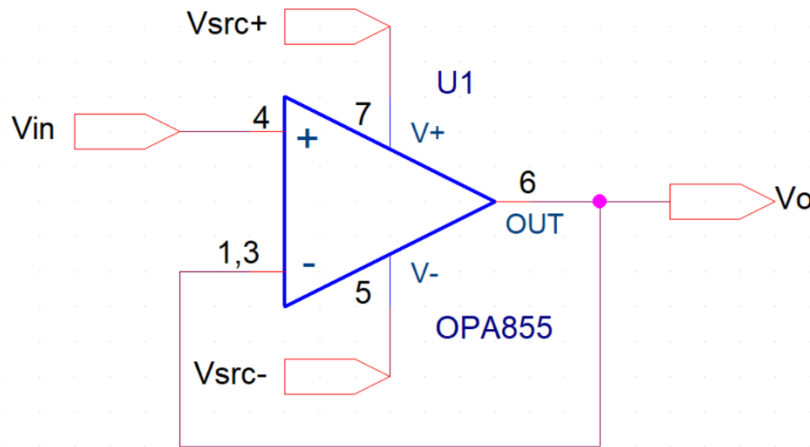 Vsrc+
U1
Vin
4
7
+
V+
6
Vo
OUT
1,3
-
V-
5
OPA855
Vsrc-